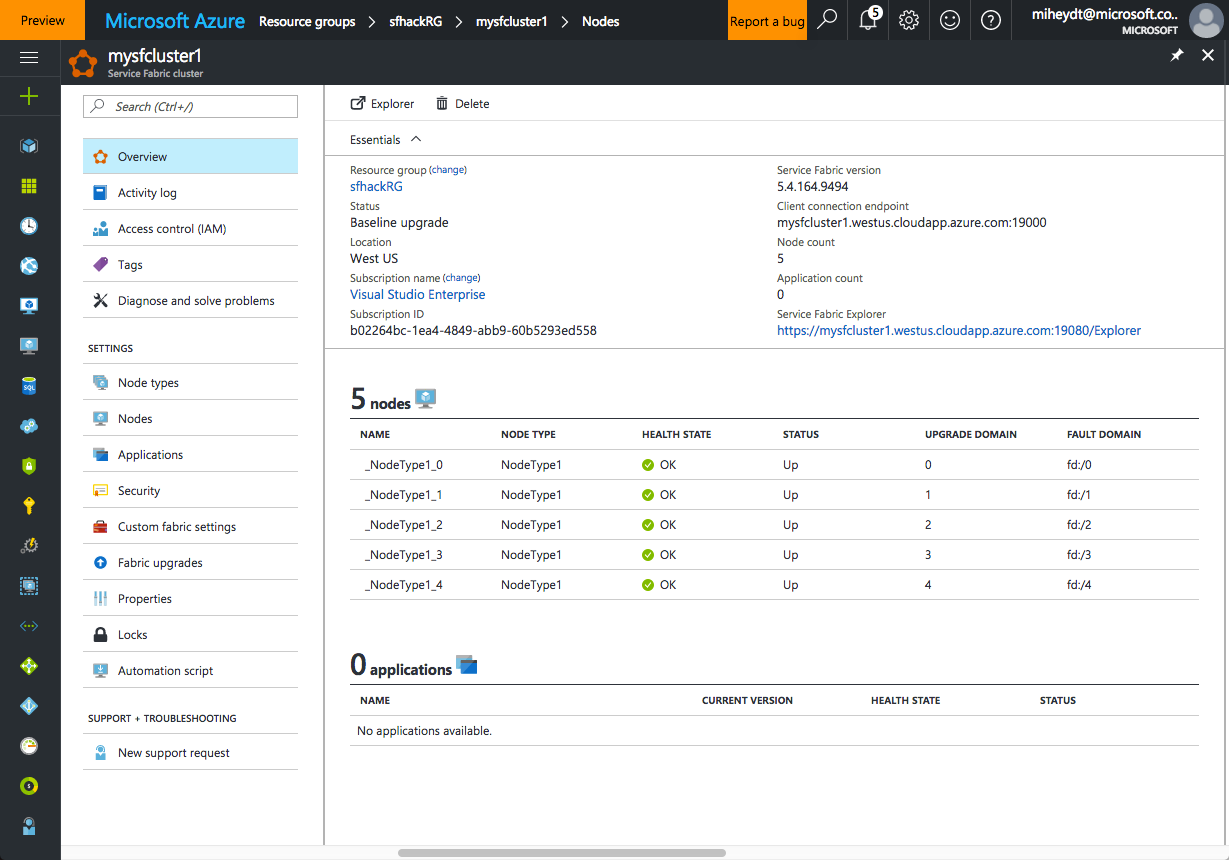 Preview
Microsoft Azure Resource groups > sfhackRG > mysfcluster1 > Nodes
Report a bug
5
miheydt@microsoft.co..
MICROSOFT
mysfcluster1
Service Fabric cluster
Search (Ctrl+/)
Overview
Activity log
Access control (IAM)
Tags
Diagnose and solve problems
SETTINGS
Node types
Nodes
Applications
Security
Custom fabric settings
Fabric upgrades
Properties
Locks
Automation script
SUPPORT + TROUBLESHOOTING
New support request
Explorer Delete
Essentials
Resource group (change)
sfhackRG
Status
Baseline upgrade
Location
West US
Subscription name (change)
Visual Studio Enterprise
Subscription ID
b02264bc-1ea4-4849-abb9-60b5293ed558
Service Fabric version
5.4.164.9494
Client connection endpoint
mysfcluster1.westus.cloudapp.azure.com:19000
Node count
5
Application count
0
Service Fabric Explorer
https://mysfcluster1.westus.cloudapp.azure.com:19080/Explorer
5 nodes
NAME NODE TYPE HEALTH STATE STATUS UPGRADE DOMAIN FAULT DOMAIN
_NodeType1_0 NodeType1 OK Up 0 fd:/0
_NodeType1_1 NodeType1 OK Up 1 fd:/1
_NodeType1_2 NodeType1 OK Up 2 fd:/2
_NodeType1_3 NodeType1 OK Up 3 fd:/3
_NodeType1_4 NodeType1 OK Up 4 fd:/4
0 applications
NAME CURRENT VERSION HEALTH STATE STATUS
No applications available.
SQL